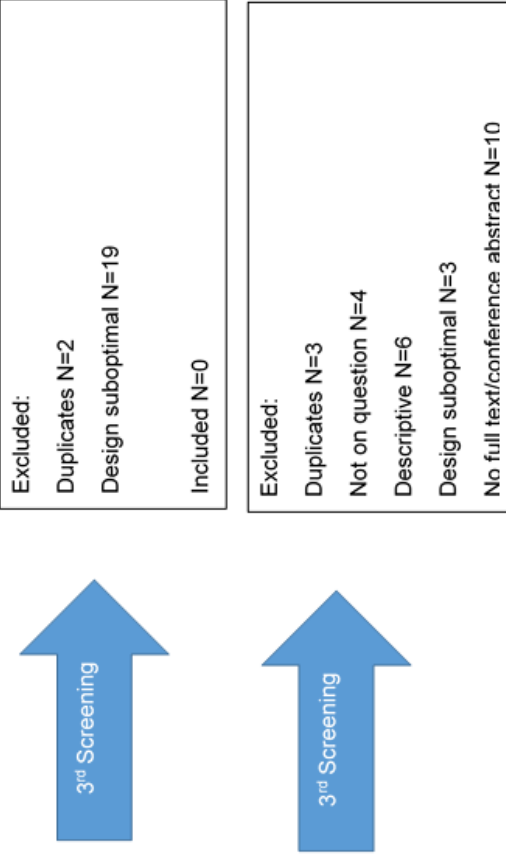 3rd Screening
Excluded:
Duplicates N=2
Design suboptimal N=19
Included N=0
3rd Screening
Excluded:
Duplicates N=3
Not on question N=4
Descriptive N=6
Design suboptimal N=3
No full text/conference abstract N=10